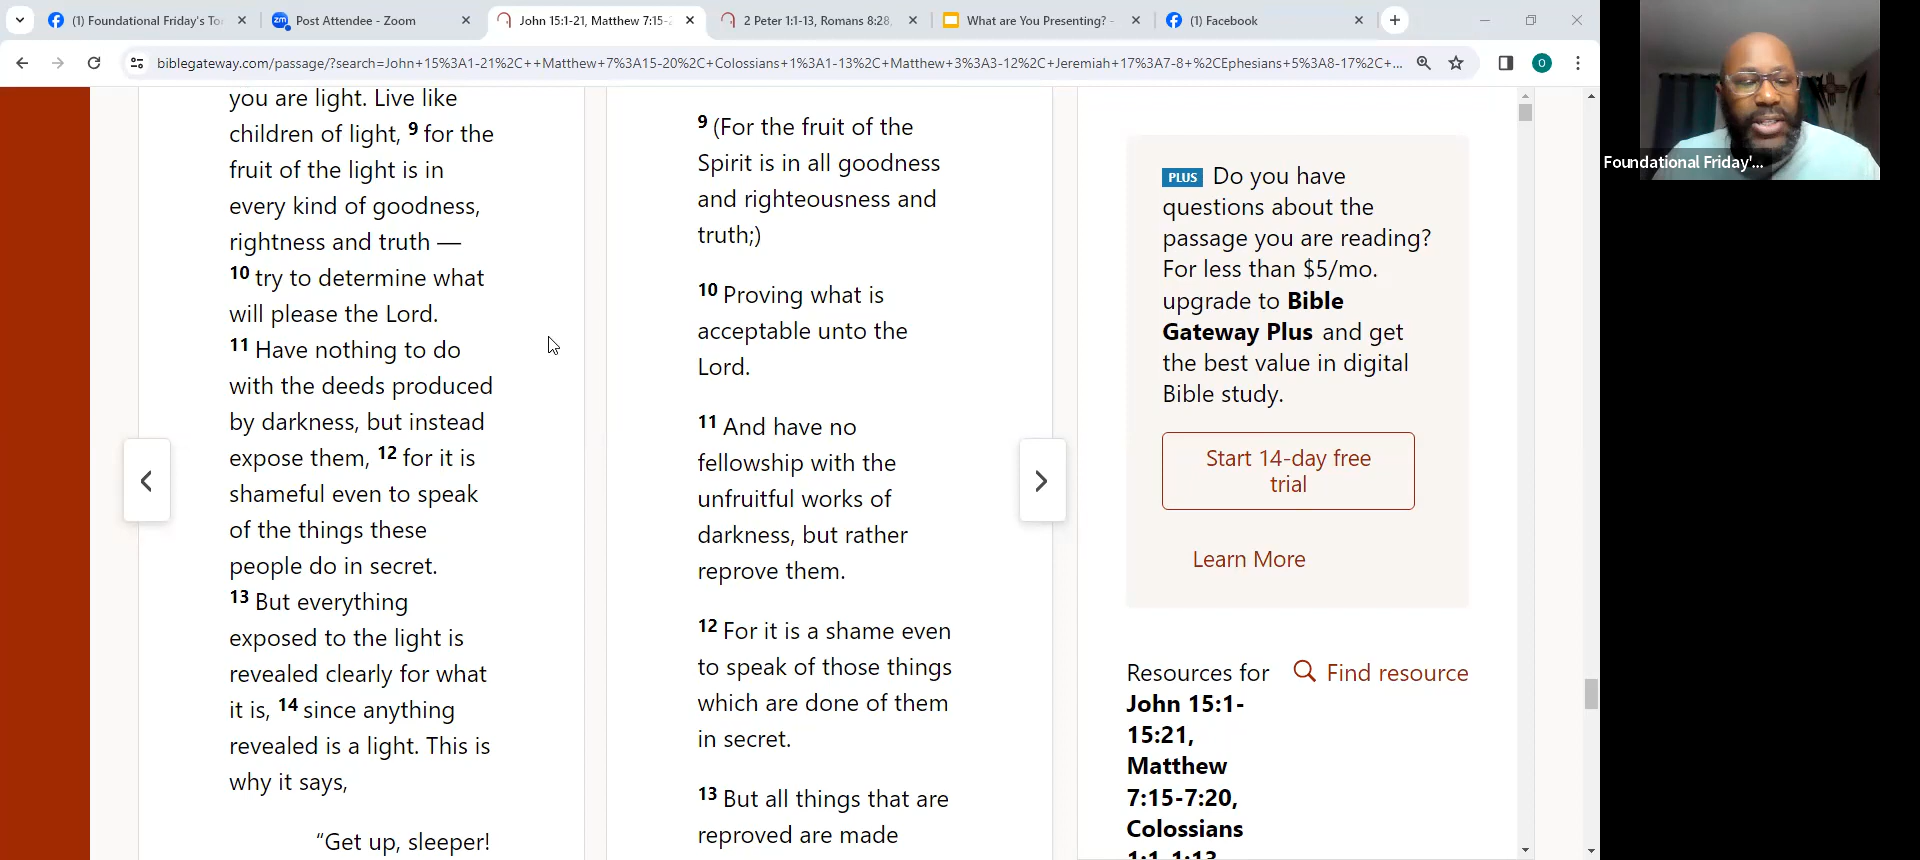 (1) Foundational Friday's To
Post Attendee - Zoom
John 15:1-21, Matthew 7:15-2
2 Peter 1:1-13, Romans 8:28,
What are You Presenting? -
(1) Facebook
biblegateway.com/passage/?search=John+15%3A1-21%2C++Matthew+7%3A15-20%2C+Colossians+1%3A1-13%2C+Matthew+3%3A3-12%2C+Jeremiah+17%3A7-8+%2CEphesians+5%3A8-17%2C+...
O
you are light. Live like
children of light, 9 for the
fruit of the light is in
every kind of goodness,
rightness and truth —
10 try to determine what
will please the Lord.
11 Have nothing to do
with the deeds produced
by darkness, but instead
expose them, 12 for it is
shameful even to speak
of the things these
people do in secret.
13 But everything
exposed to the light is
revealed clearly for what
it is, 14 since anything
revealed is a light. This is
why it says,
“Get up, sleeper!
9 (For the fruit of the
Spirit is in all goodness
and righteousness and
truth;)
10 Proving what is
acceptable unto the
Lord.
11 And have no
fellowship with the
unfruitful works of
darkness, but rather
reprove them.
12 For it is a shame even
to speak of those things
which are done of them
in secret.
13 But all things that are
reproved are made
PLUS Do you have
questions about the
passage you are reading?
For less than $5/mo.
upgrade to Bible
Gateway Plus and get
the best value in digital
Bible study.
Start 14-day free
trial
Learn More
Resources for
John 15:1-
15:21,
Matthew
7:15-7:20,
Colossians
1:1-1:13
Find resource
Foundational Friday'...